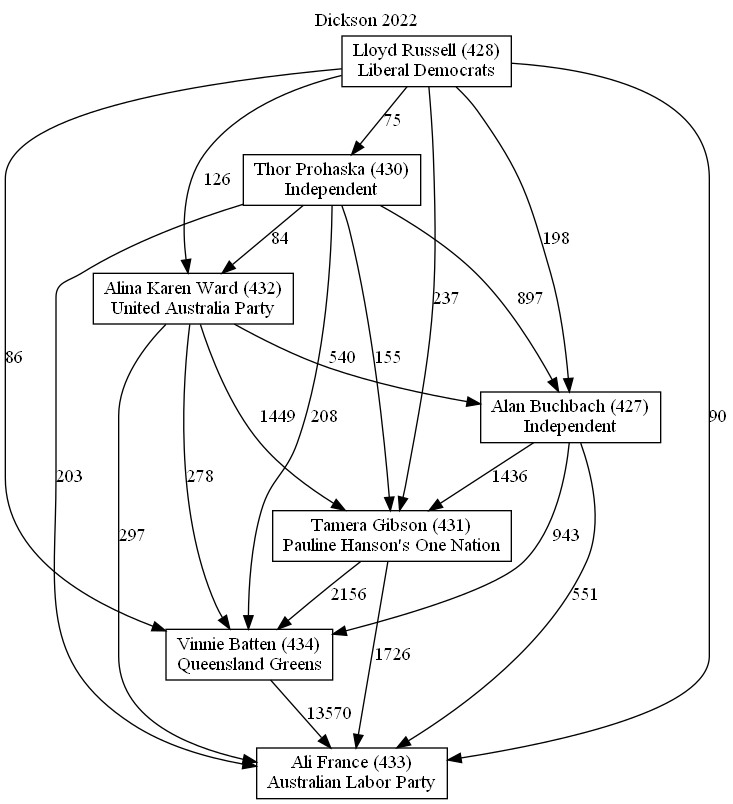 Dickson 2022
Lloyd Russell (428)
Liberal Democrats
75
Thor Prohaska (430)
Independent
126
84
198
Alina Karen Ward (432)
United Australia Party
237
897
86
540
155
Alan Buchbach (427)
Independent
90
1449
208
203
278
1436
Tamera Gibson (431)
Pauline Hanson's One Nation
297
943
2156
551
Vinnie Batten (434)
Queensland Greens
1726
13570
Ali France (433)
Australian Labor Party